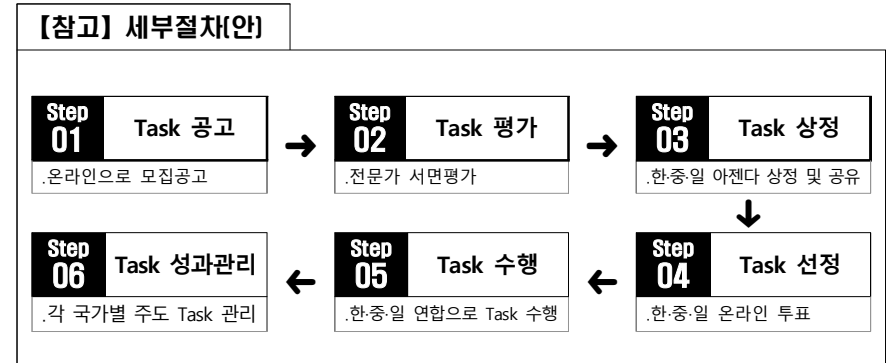 【참고】 세부절차(안)
Step 01 Task 공고
.온라인으로 모집공고
Step 02 Task 평가
.전문가 서면평가
Step 03 Task 상정
.한·중·일 아젠다 상정 및 공유
Step 04 Task 선정
.한·중·일 온라인 투표
Step 05 Task 수행
.한·중·일 연합으로 Task 수행
Step 06 Task 성과관리
.각 국가별 주도 Task 관리